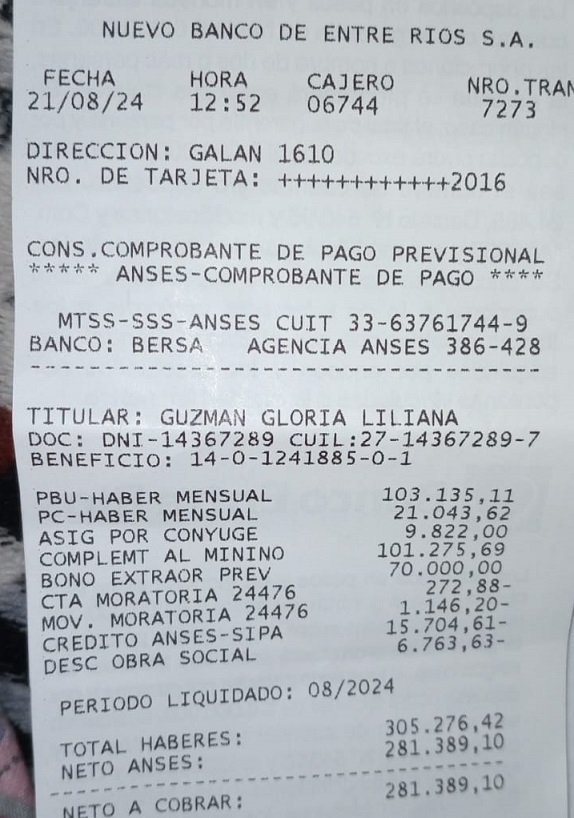 NUEVO BANCO DE ENTRE RIOS S.A.
FECHA HORA CAJERO NRO.TRAN
21/08/24 12:52 06744 7273
DIRECCION: GALAN 1610
NRO. DE TARJETA: ++++++++++++2016
CONS.COMPROBANTE DE PAGO PREVISIONAL
***** ANSES-COMPROBANTE DE PAGO ****
MTSS-SSS-ANSES CUIT 33-63761744-9
BANCO: BERSA AGENCIA ANSES 386-428
------------------------------------
TITULAR: GUZMAN GLORIA LILIANA
DOC: DNI-14367289 CUIL:27-14367289-7
BENEFICIO: 14-0-1241885-0-1
PBU-HABER MENSUAL 103.135,11
PC-HABER MENSUAL 21.043,62
ASIG POR CONYUGE 9.822,00
COMPLEMT AL MININO 101.275,69
BONO EXTRAOR PREV 70.000,00
CTA MORATORIA 24476 272,88-
MOV. MORATORIA 24476 1.146,20-
CREDITO ANSES-SIPA 15.704,61-
DESC OBRA SOCIAL 6.763,63-
PERIODO LIQUIDADO: 08/2024
TOTAL HABERES: 305.276,42
NETO ANSES: 281.389,10
------------------------------------
NETO A COBRAR: 281.389,10